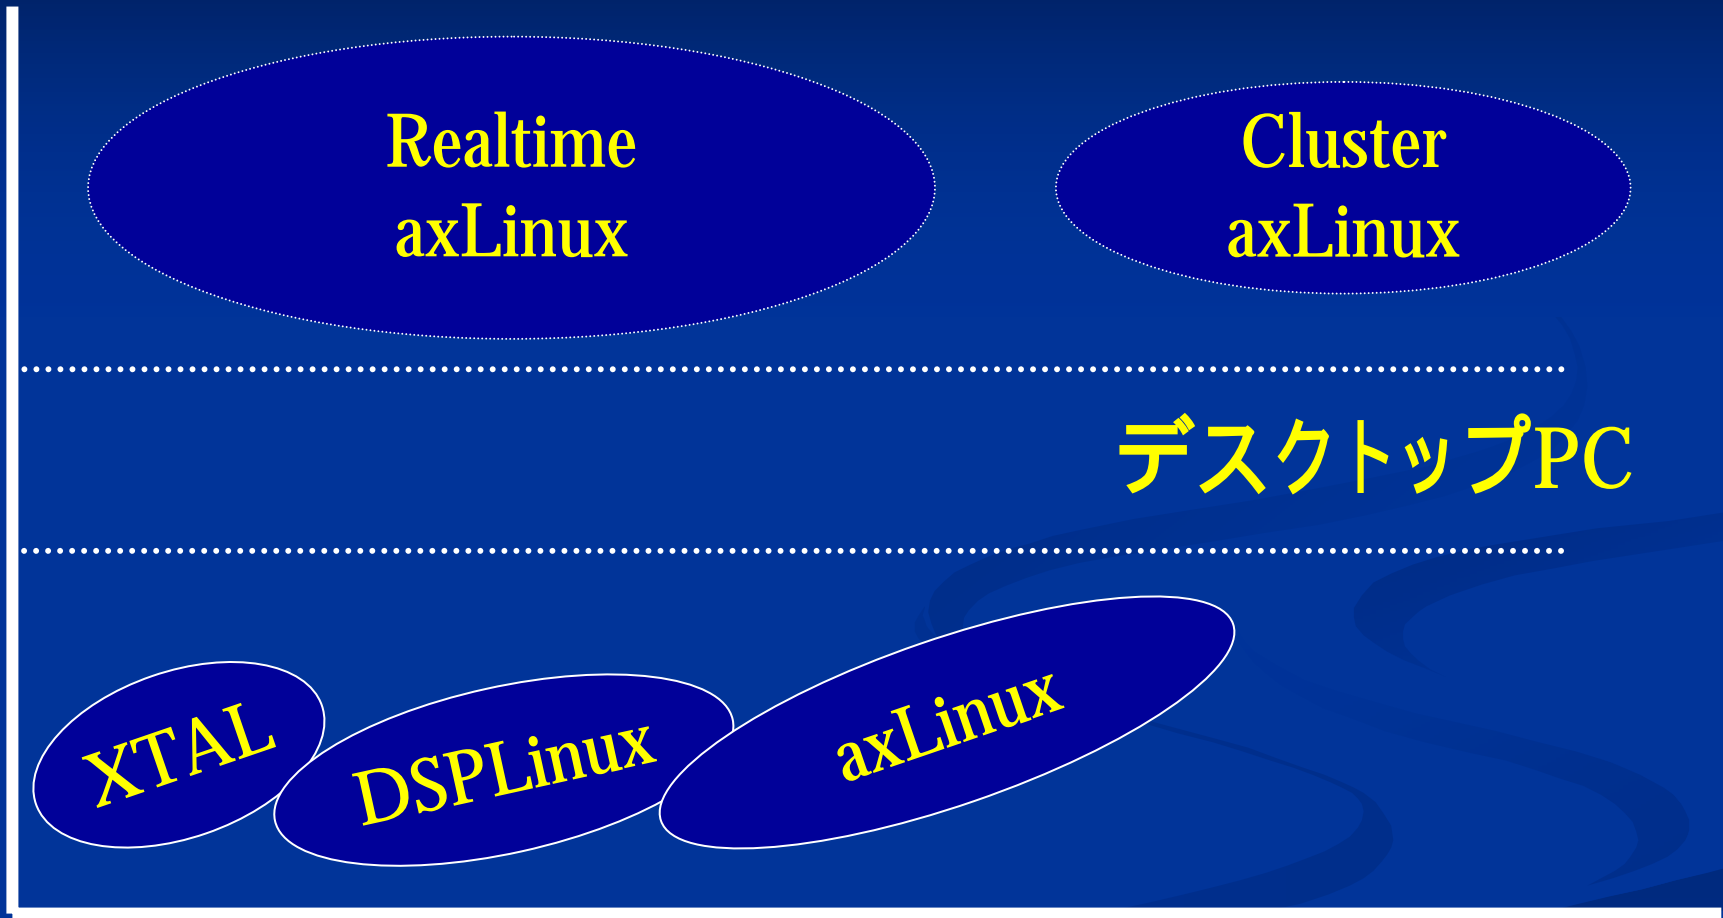 Realtime
axLinux
Cluster
axLinux
デスクトップPC
XTAL
DSPLinux
axLinux